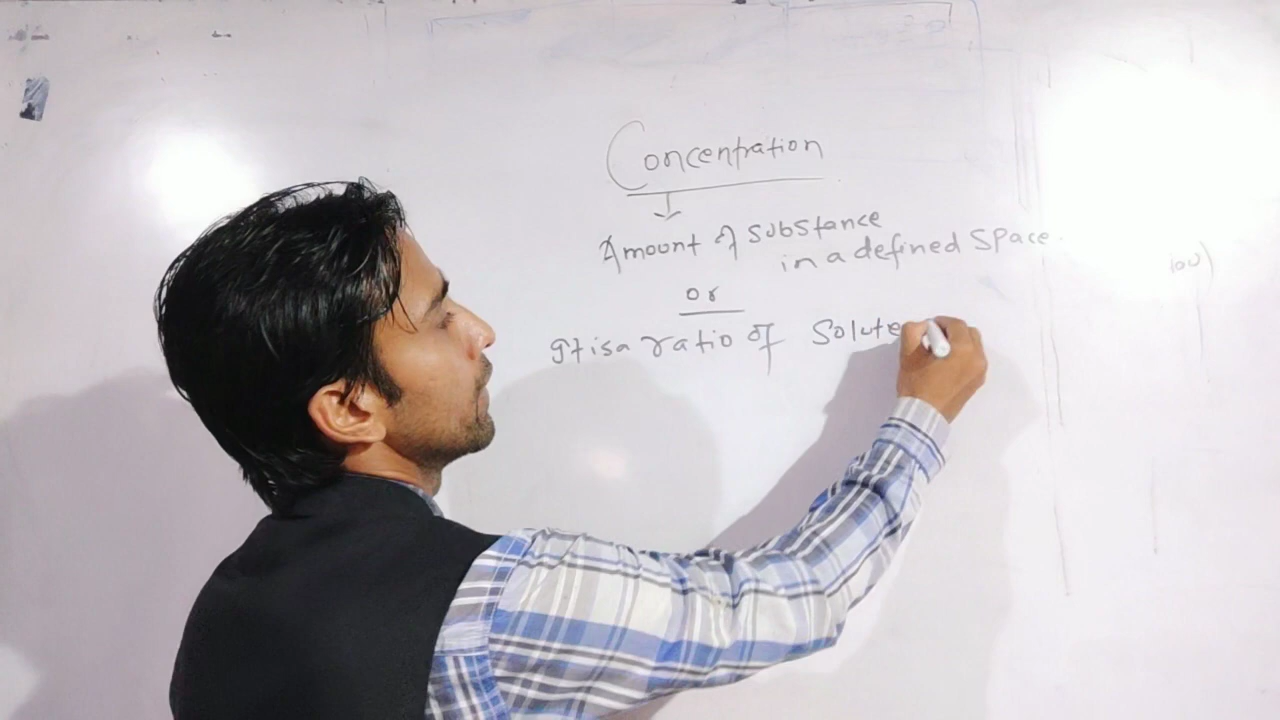 Concentration
Amount of substance
in a defined space
or
It is a ratio of Solute